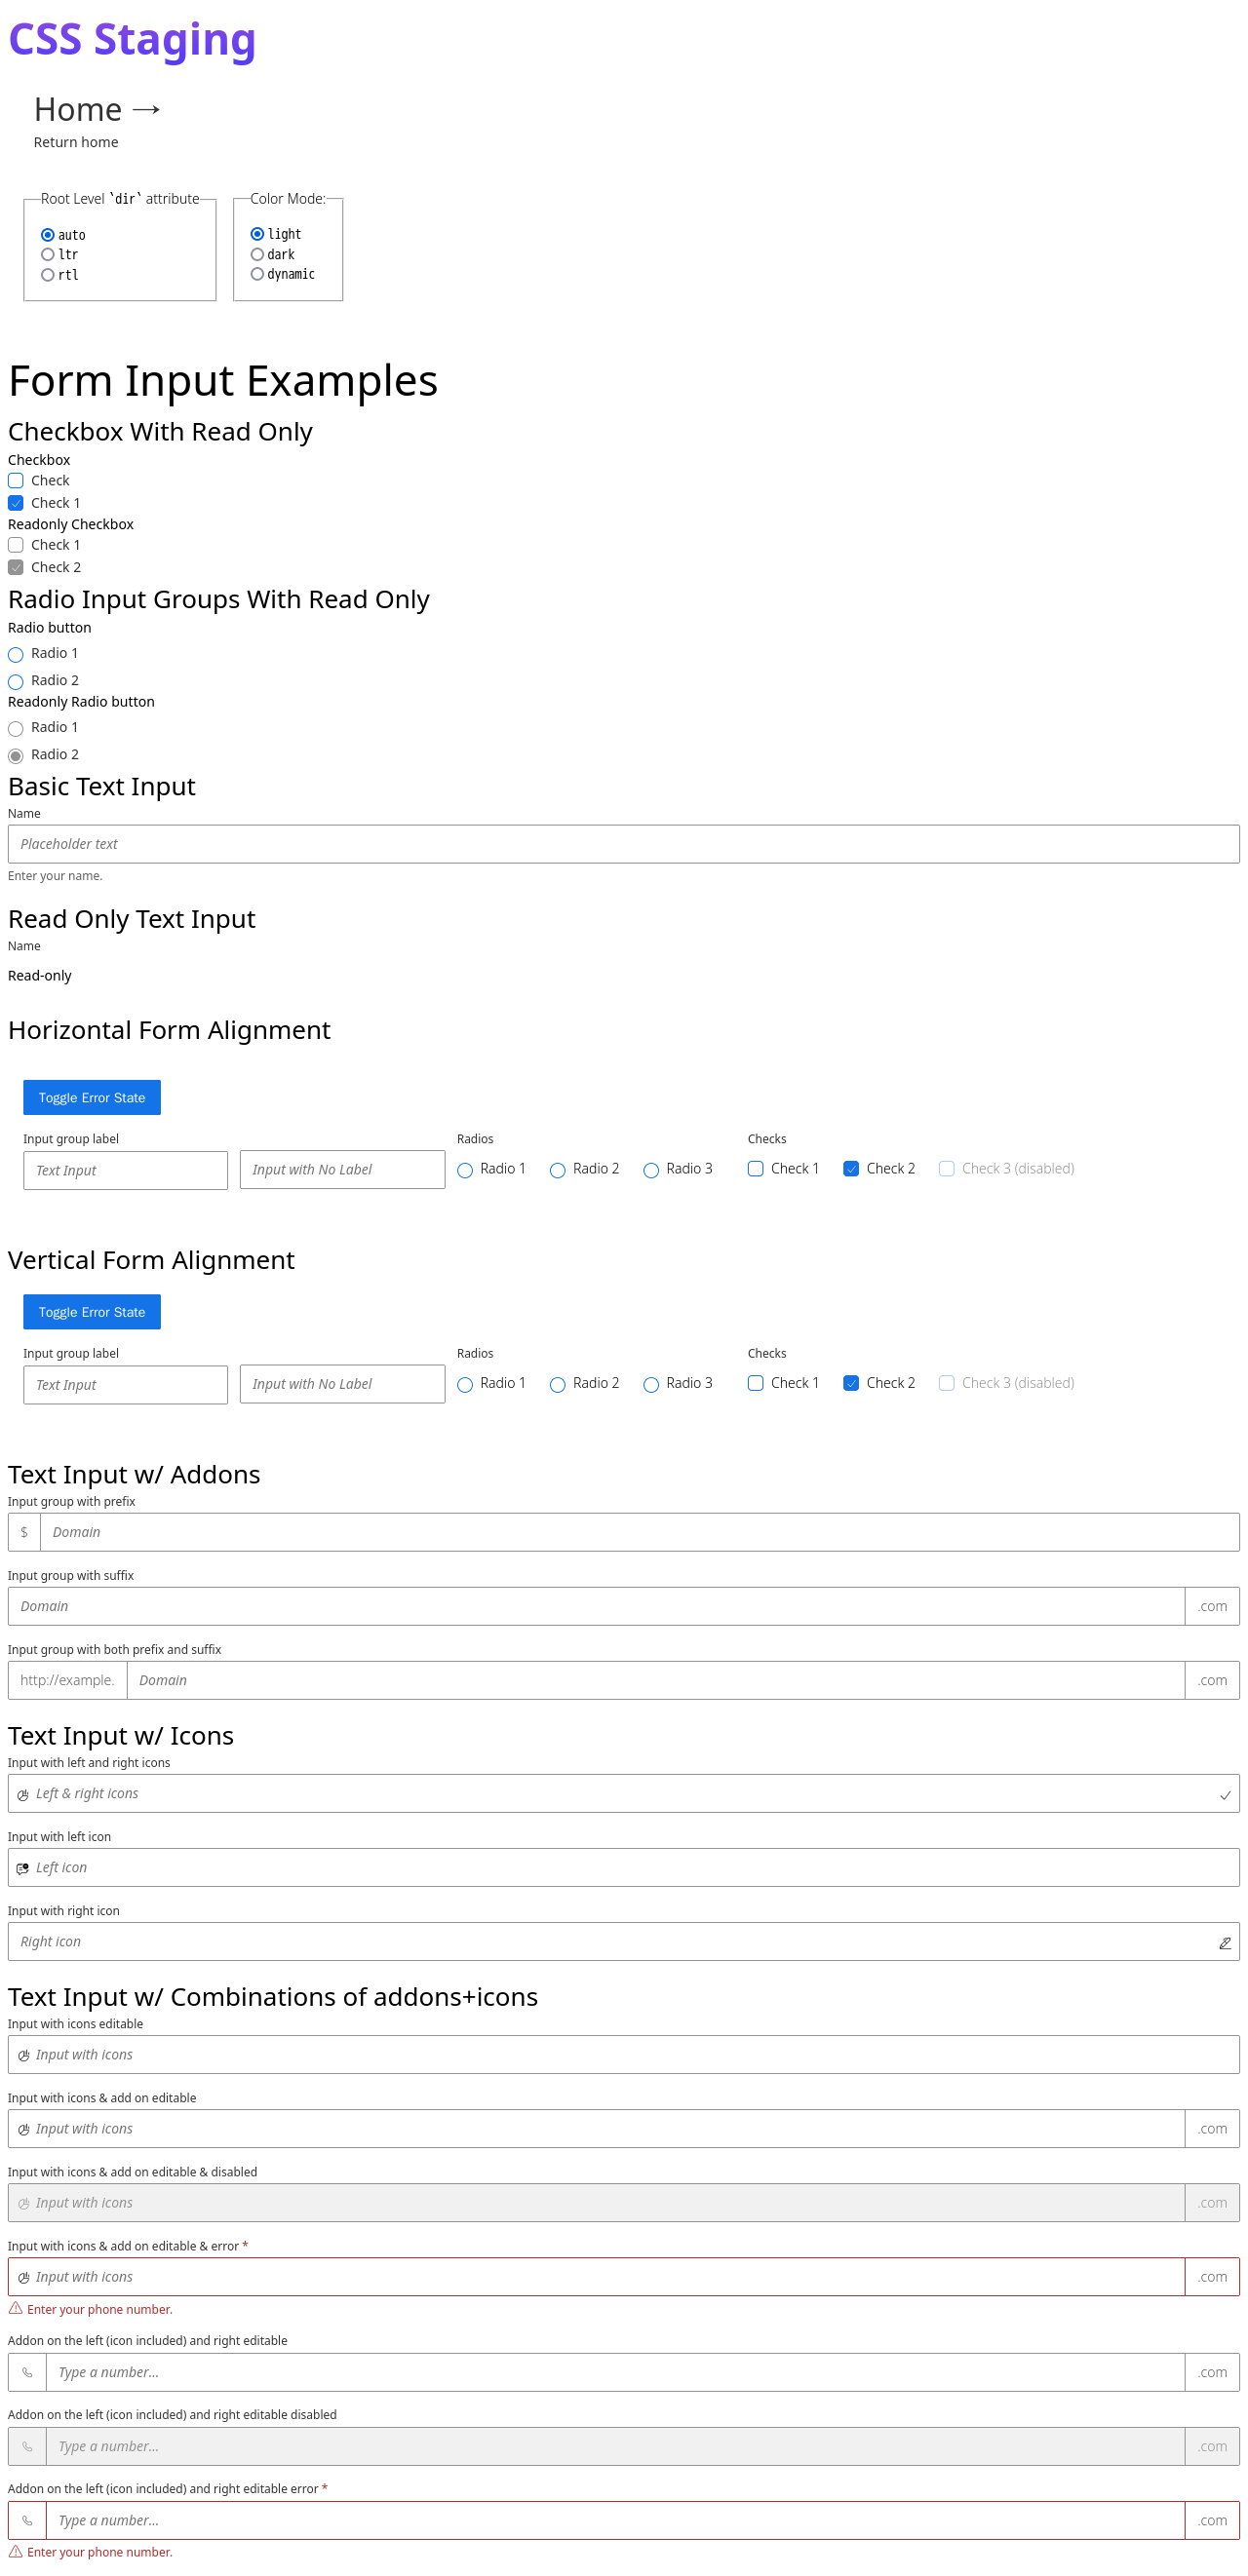 CSS Staging
Home →
Return home
Root Level `dir` attribute
auto
ltr
rtl
Color Mode:
light
dark
dynamic
Form Input Examples
Checkbox With Read Only
Checkbox
Check
Check 1
Readonly Checkbox
Check 1
Check 2
Radio Input Groups With Read Only
Radio button
Radio 1
Radio 2
Readonly Radio button
Radio 1
Radio 2
Basic Text Input
Name
Placeholder text
Enter your name.
Read Only Text Input
Name
Read-only
Horizontal Form Alignment
Toggle Error State
Input group label
Text Input
Input with No Label
Radios
Radio 1 Radio 2 Radio 3
Checks
Check 1 Check 2 Check 3 (disabled)
Vertical Form Alignment
Toggle Error State
Input group label
Text Input
Input with No Label
Radios
Radio 1 Radio 2 Radio 3
Checks
Check 1 Check 2 Check 3 (disabled)
Text Input w/ Addons
Input group with prefix
$ Domain
Input group with suffix
Domain .com
Input group with both prefix and suffix
http://example. Domain .com
Text Input w/ Icons
Input with left and right icons
Left & right icons
Input with left icon
Left icon
Input with right icon
Right icon
Text Input w/ Combinations of addons+icons
Input with icons editable
Input with icons
Input with icons & add on editable
Input with icons .com
Input with icons & add on editable & disabled
Input with icons .com
Input with icons & add on editable & error *
Input with icons .com
Enter your phone number.
Addon on the left (icon included) and right editable
Type a number... .com
Addon on the left (icon included) and right editable disabled
Type a number... .com
Addon on the left (icon included) and right editable error *
Type a number... .com
Enter your phone number.